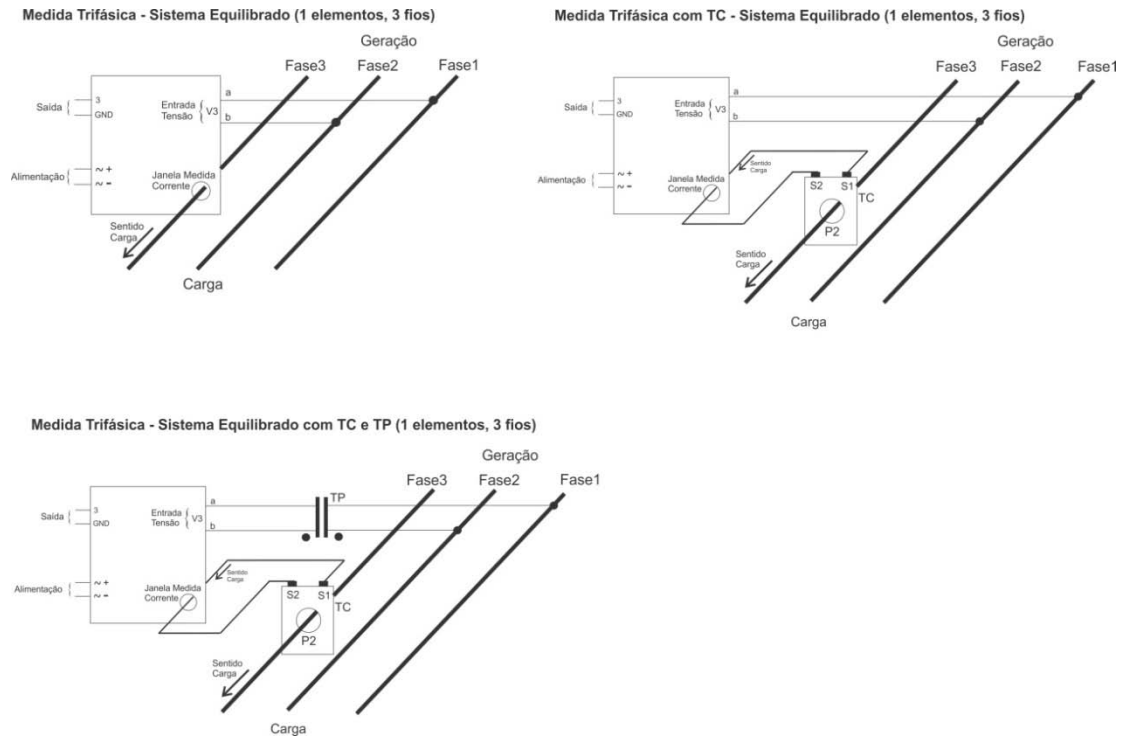 Medida Trifásica - Sistema Equilibrado (1 elementos, 3 fios)
Geração
Fase3
Fase2
Fase1
Saída
3
GND
Entrada
Tensão
V3
a
b
Alimentação
~ +
~ -
Janela Medida
Corrente
Sentido
Carga
Carga
Medida Trifásica com TC - Sistema Equilibrado (1 elementos, 3 fios)
Geração
Fase3
Fase2
Fase1
Saída
3
GND
Entrada
Tensão
V3
a
b
Alimentação
~ +
~ -
Janela Medida
Corrente
Sentido
Carga
S2
S1
TC
P2
Sentido
Carga
Carga
Medida Trifásica - Sistema Equilibrado com TC e TP (1 elementos, 3 fios)
Geração
Fase3
Fase2
Fase1
Saída
3
GND
Entrada
Tensão
V3
a
b
TP
Alimentação
~ +
~ -
Janela Medida
Corrente
Sentido
Carga
S2
S1
TC
P2
Sentido
Carga
Carga